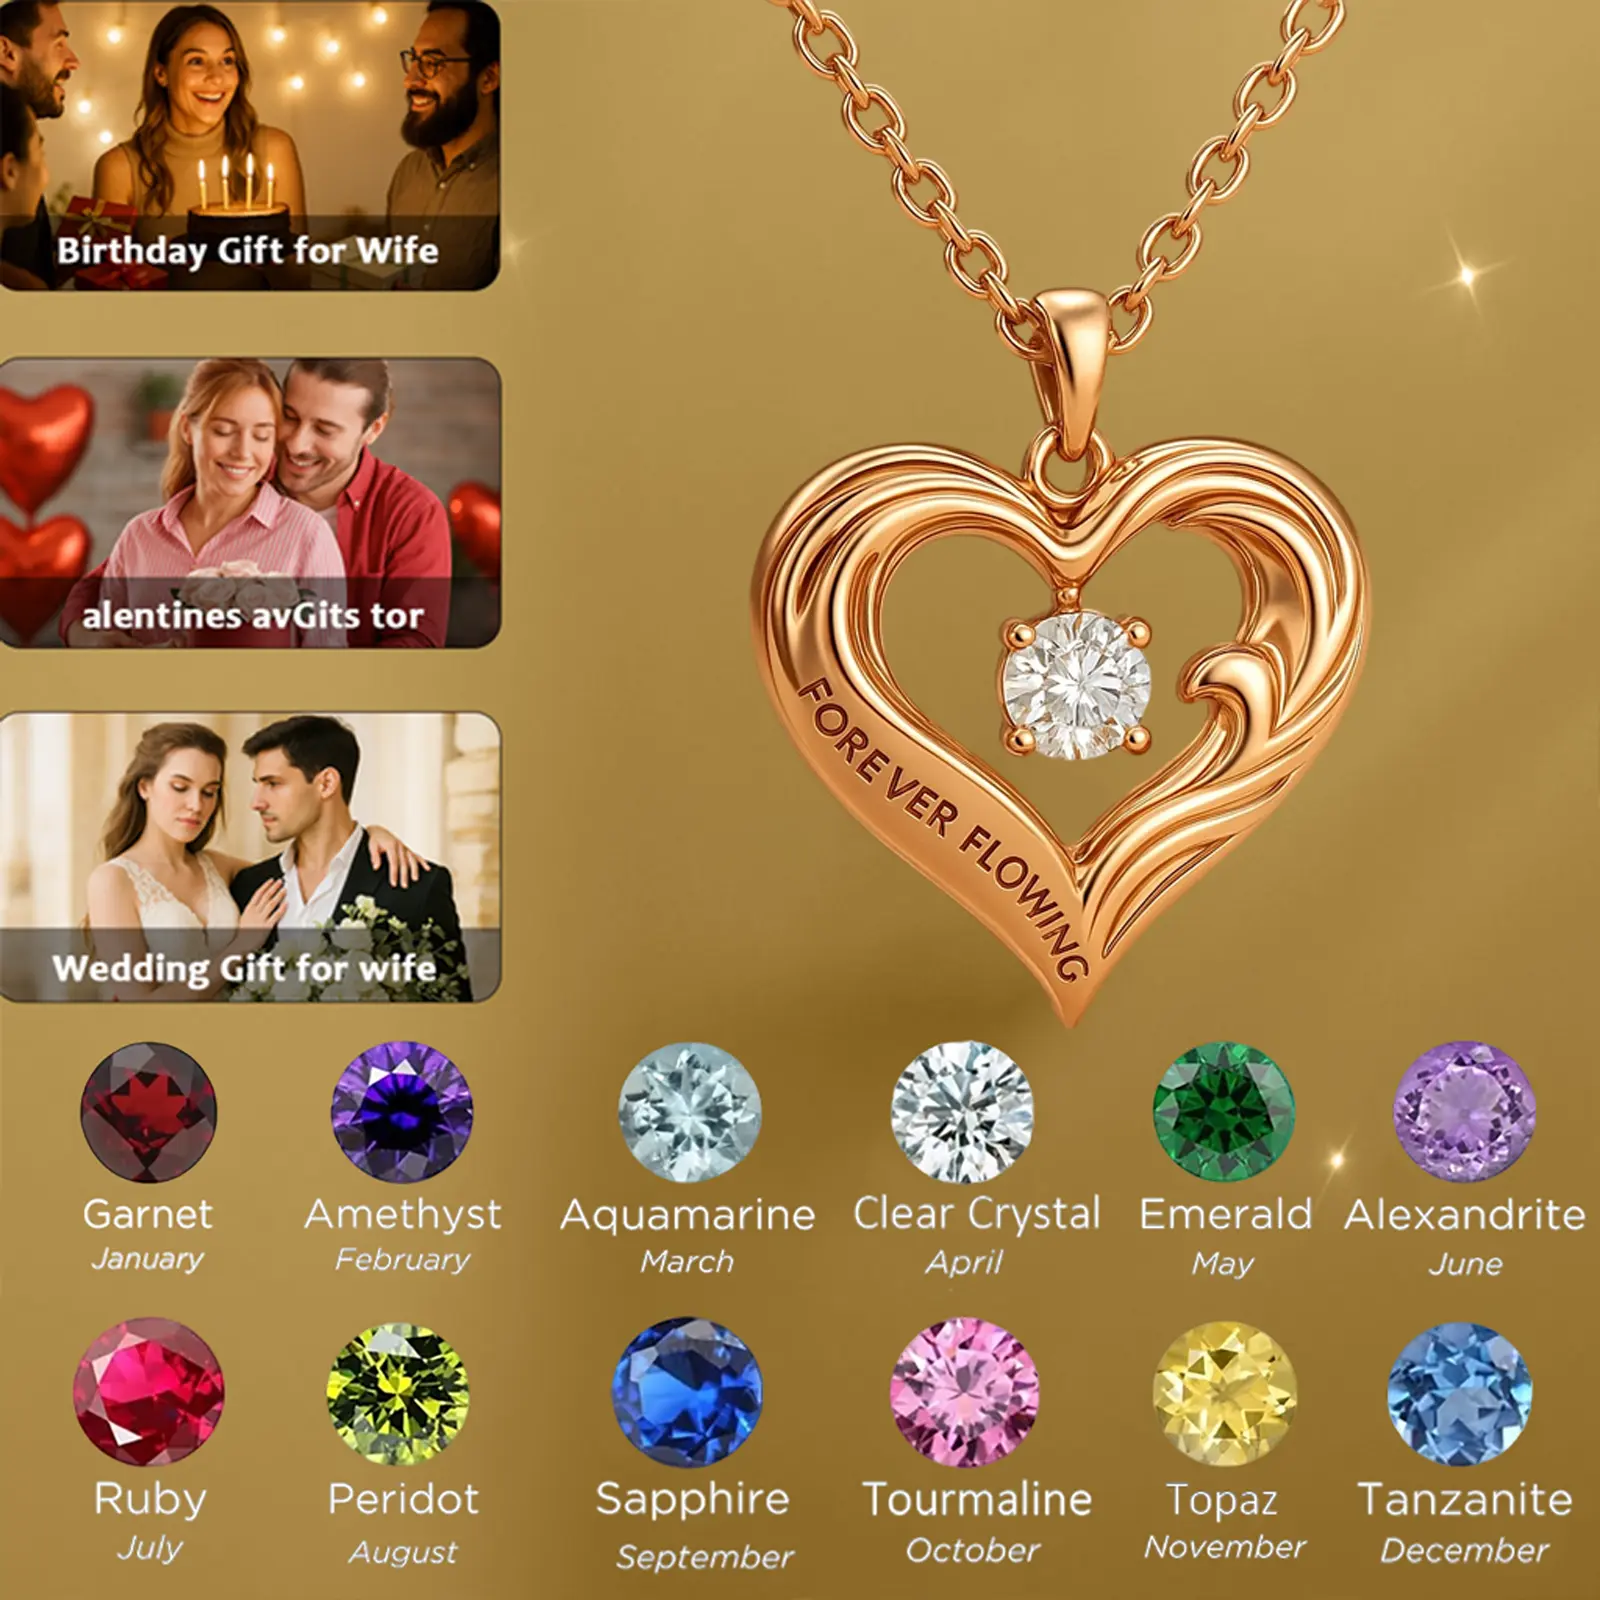 Birthday Gift for Wife
alentines avGits tor
Wedding Gift for wife
FOREVER FLOWING
Garnet
January
Amethyst
February
Aquamarine
March
Clear Crystal
April
Emerald
May
Alexandrite
June
Ruby
July
Peridot
August
Sapphire
September
Tourmaline
October
Topaz
November
Tanzanite
December